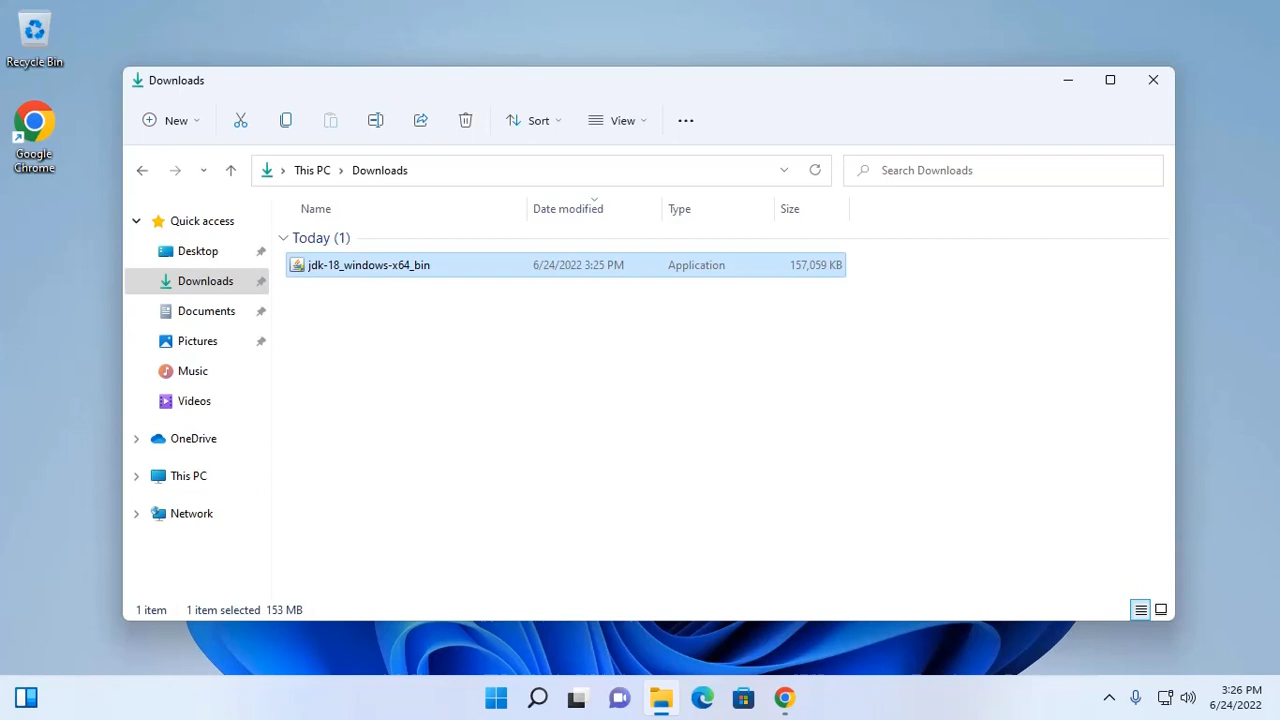 Recycle Bin
Google
Chrome
Downloads
New
Sort
View
This PC
Downloads
Search Downloads
Name
Date modified
Type
Size
Quick access
Desktop
Downloads
Documents
Pictures
Music
Videos
OneDrive
This PC
Network
Today (1)
jdk-18_windows-x64_bin
6/24/2022 3:25 PM
Application
157,059 KB
1 item
1 item selected 153 MB
3:26 PM
6/24/2022